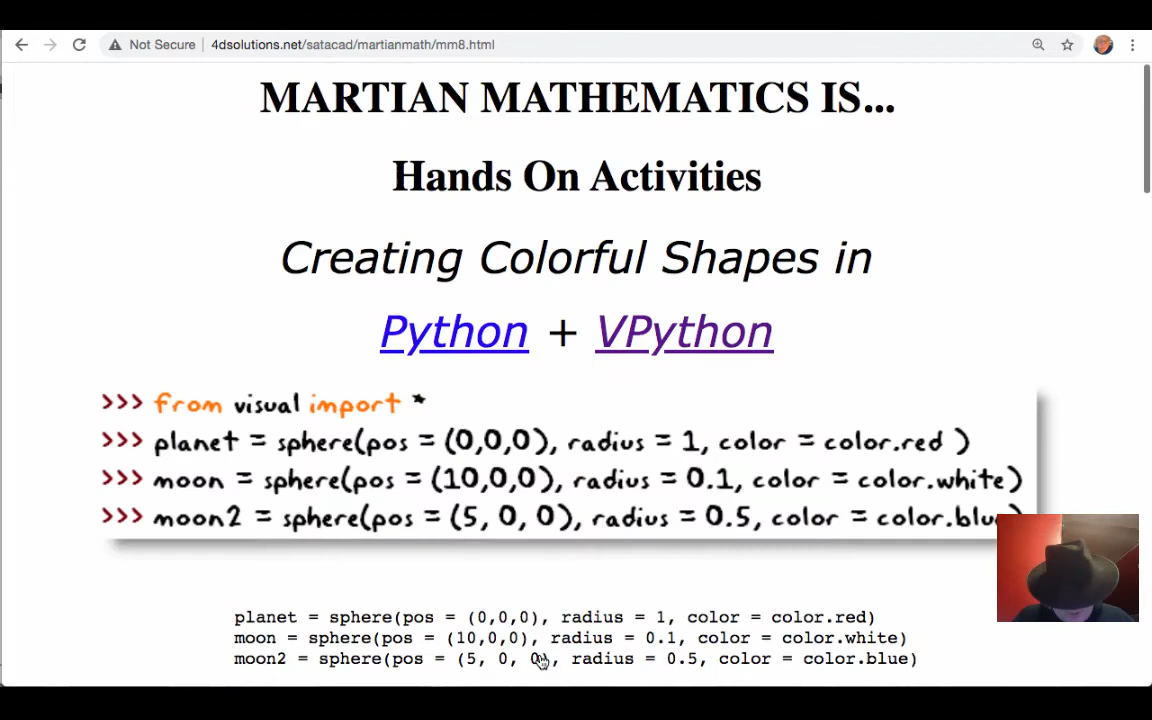 Not Secure 4dsolutions.net/satacad/martianmath/mm8.html
MARTIAN MATHEMATICS IS...
Hands On Activities
Creating Colorful Shapes in
Python + VPython
>>> from visual import *
>>> planet = sphere(pos = (0,0,0), radius = 1, color = color.red )
>>> moon = sphere(pos = (10,0,0), radius = 0.1, color = color.white)
>>> moon2 = sphere(pos = (5, 0, 0), radius = 0.5, color = color.blue)
planet = sphere(pos = (0,0,0), radius = 1, color = color.red)
moon = sphere(pos = (10,0,0), radius = 0.1, color = color.white)
moon2 = sphere(pos = (5, 0, 0), radius = 0.5, color = color.blue)